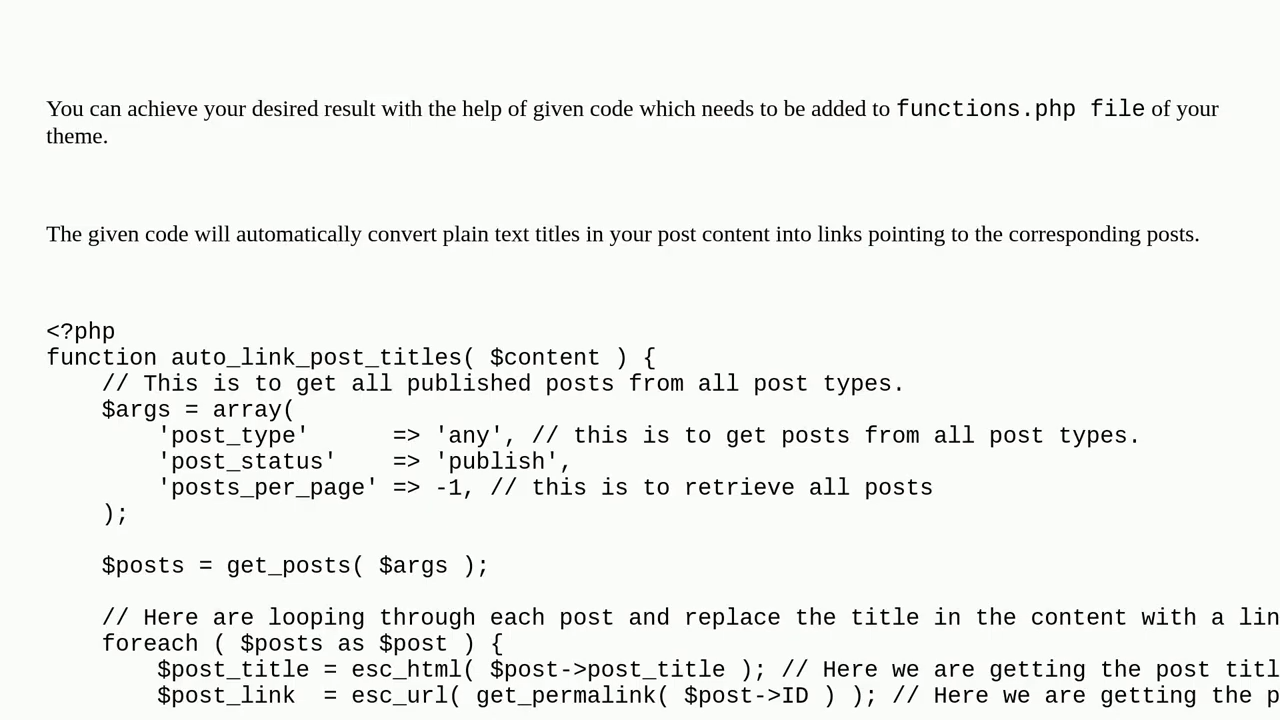 You can achieve your desired result with the help of given code which needs to be added to functions.php file of your
theme.
The given code will automatically convert plain text titles in your post content into links pointing to the corresponding posts.
<?php
function auto_link_post_titles( $content ) {
    // This is to get all published posts from all post types.
    $args = array(
        'post_type'      => 'any', // this is to get posts from all post types.
        'post_status'    => 'publish',
        'posts_per_page' => -1, // this is to retrieve all posts
    );
    $posts = get_posts( $args );
    // Here are looping through each post and replace the title in the content with a
    foreach ( $posts as $post ) {
        $post_title = esc_html( $post->post_title ); // Here we are getting the post
        $post_link  = esc_url( get_permalink( $post->ID ) ); // Here we are getting the